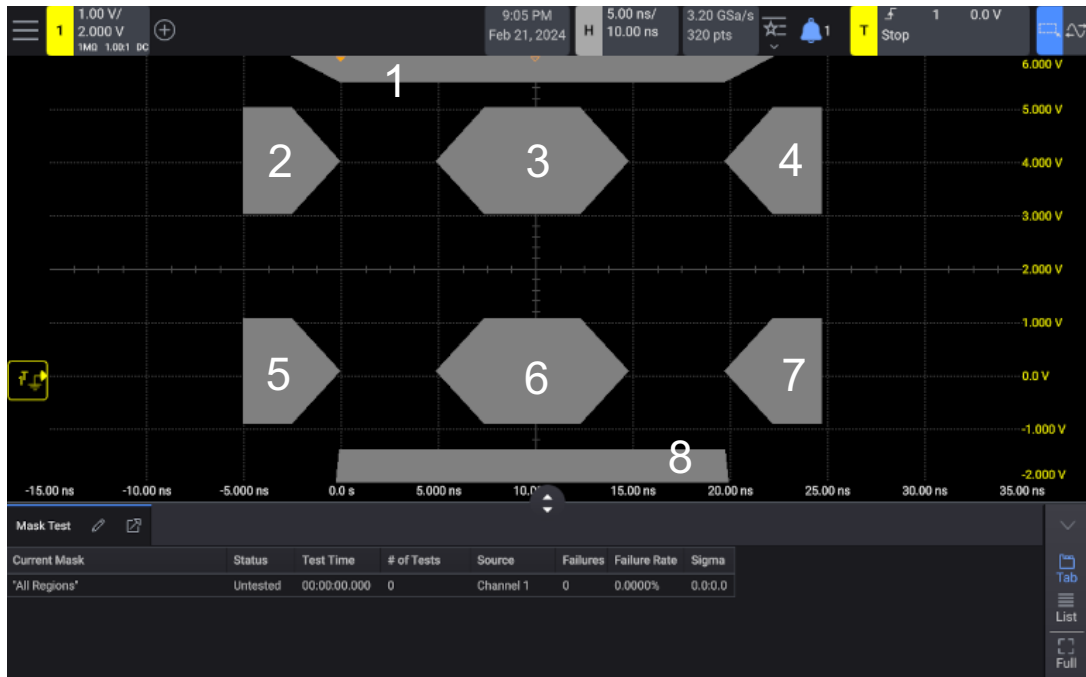 1
1.00 V/
2.000 V
1MΩ 1.00:1 DC
9:05 PM
Feb 21, 2024
H
5.00 ns/
10.00 ns
3.20 GSa/s
320 pts
1
T
1 0.0 V
Stop
6.000 V
1
5.000 V
2 3 4
4.000 V
3.000 V
2.000 V
1.000 V
5 6 7
0.0 V
-1.000 V
8
-2.000 V
-15.00 ns -10.00 ns -5.000 ns 0.0 s 5.000 ns 15.00 ns 20.00 ns 25.00 ns 30.00 ns 35.00 ns
Mask Test
Current Mask Status Test Time # of Tests Source Failures Failure Rate Sigma
"All Regions" Untested 00:00:00.000 0 Channel 1 0 0.0000% 0.0:0.0
Tab
List
Full